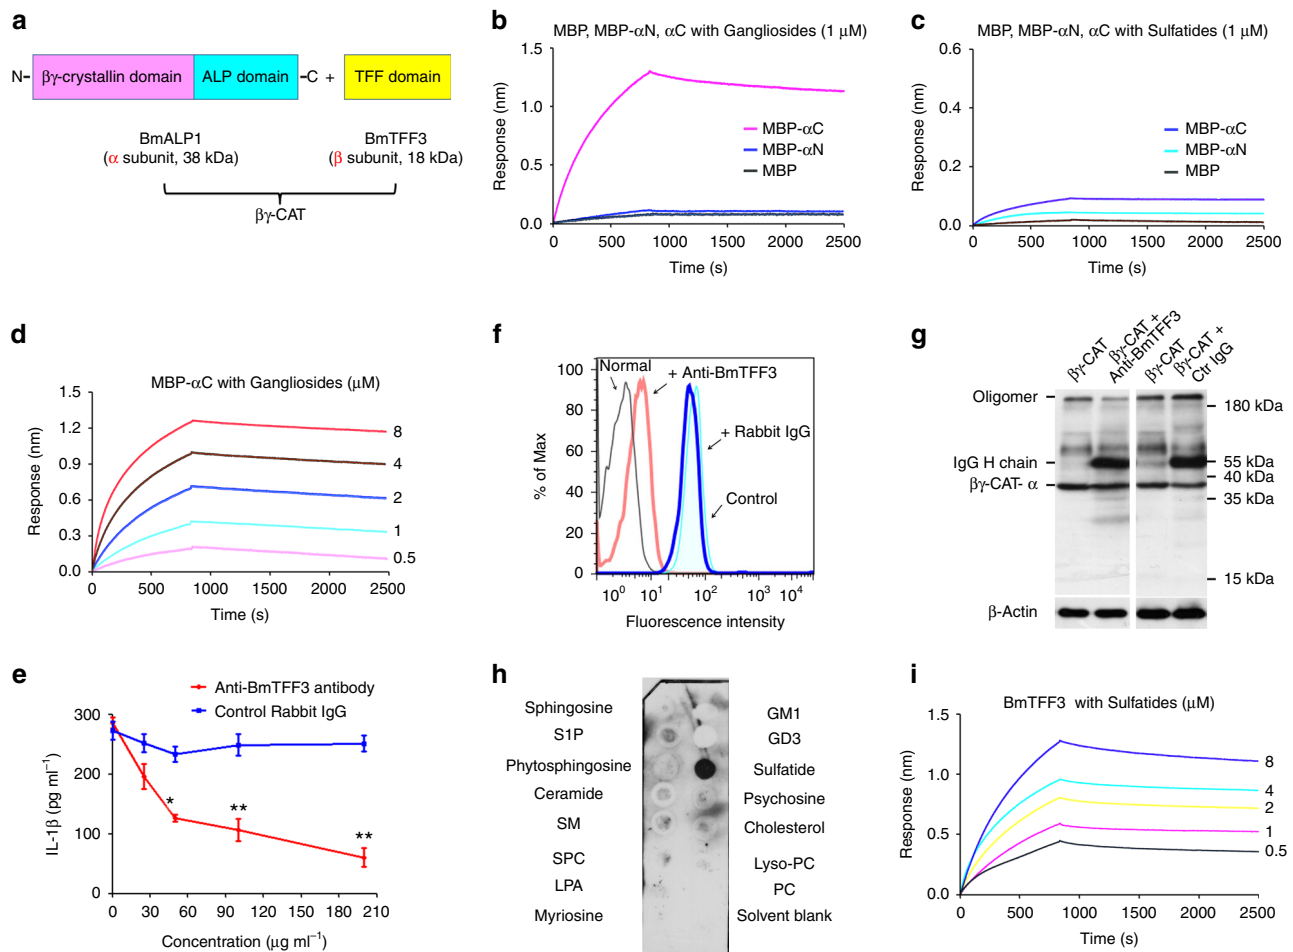 a
N- βγ-crystallin domain ALP domain -C + TFF domain
BmALP1
(α subunit, 38 kDa)
BmTFF3
(β subunit, 18 kDa)
βγ-CAT
b
MBP, MBP-αN, αC with Gangliosides (1 μM)
Response (nm)
1.5
1.0
0.5
0.0
MBP-αC
MBP-αN
MBP
0 500 1000 1500 2000 2500
Time (s)
c
MBP, MBP-αN, αC with Sulfatides (1 μM)
Response (nm)
0.6
0.4
0.2
0.0
MBP-αC
MBP-αN
MBP
0 500 1000 1500 2000 2500
Time (s)
d
MBP-αC with Gangliosides (μM)
Response (nm)
1.5
1.2
0.9
0.6
0.3
0.0
8
4
2
1
0.5
0 500 1000 1500 2000 2500
Time (s)
f
% of Max
100
80
60
40
20
0
Normal
+ Anti-BmTFF3
+ Rabbit IgG
Control
10⁰ 10¹ 10² 10³ 10⁴
Fluorescence intensity
g
βγ-CAT
βγ-CAT +
Anti-BmTFF3
βγ-CAT
βγ-CAT +
Ctr IgG
Oligomer
IgG H chain
βγ-CAT- α
β-Actin
180 kDa
55 kDa
40 kDa
35 kDa
15 kDa
e
Anti-BmTFF3 antibody
Control Rabbit IgG
IL-1β (pg ml⁻¹)
300
200
100
0
*
**
**
0 30 60 90 120 150 180 210
Concentration (μg ml⁻¹)
h
Sphingosine
S1P
Phytosphingosine
Ceramide
SM
SPC
LPA
Myriosine
GM1
GD3
Sulfatide
Psychosine
Cholesterol
Lyso-PC
PC
Solvent blank
i
BmTFF3 with Sulfatides (μM)
Response (nm)
1.5
1.0
0.5
0.0
8
4
2
1
0.5
0 500 1000 1500 2000 2500
Time (s)